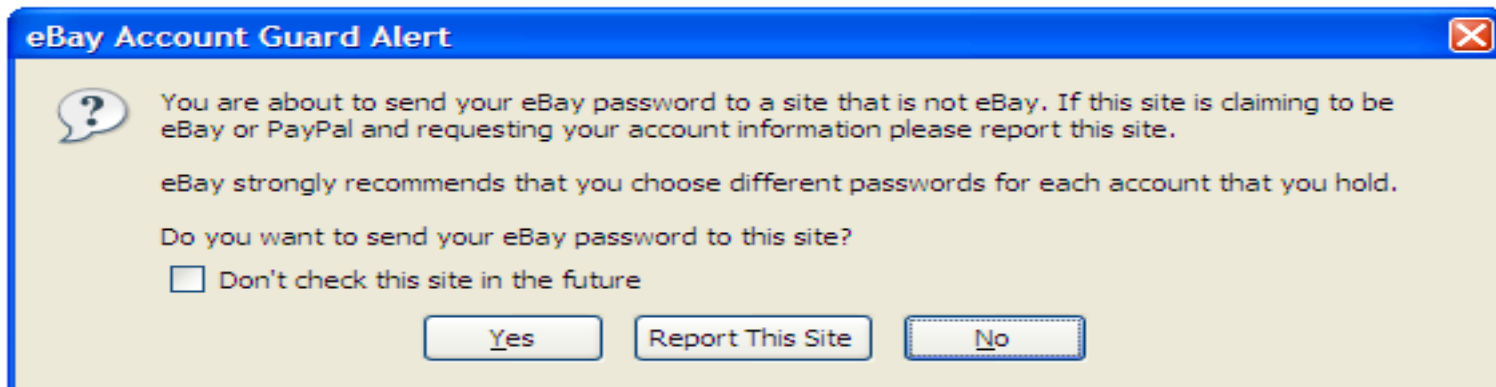 eBay Account Guard Alert
?
You are about to send your eBay password to a site that is not eBay. If this site is claiming to be
eBay or PayPal and requesting your account information please report this site.
eBay strongly recommends that you choose different passwords for each account that you hold.
Do you want to send your eBay password to this site?
Don't check this site in the future
Yes Report This Site No